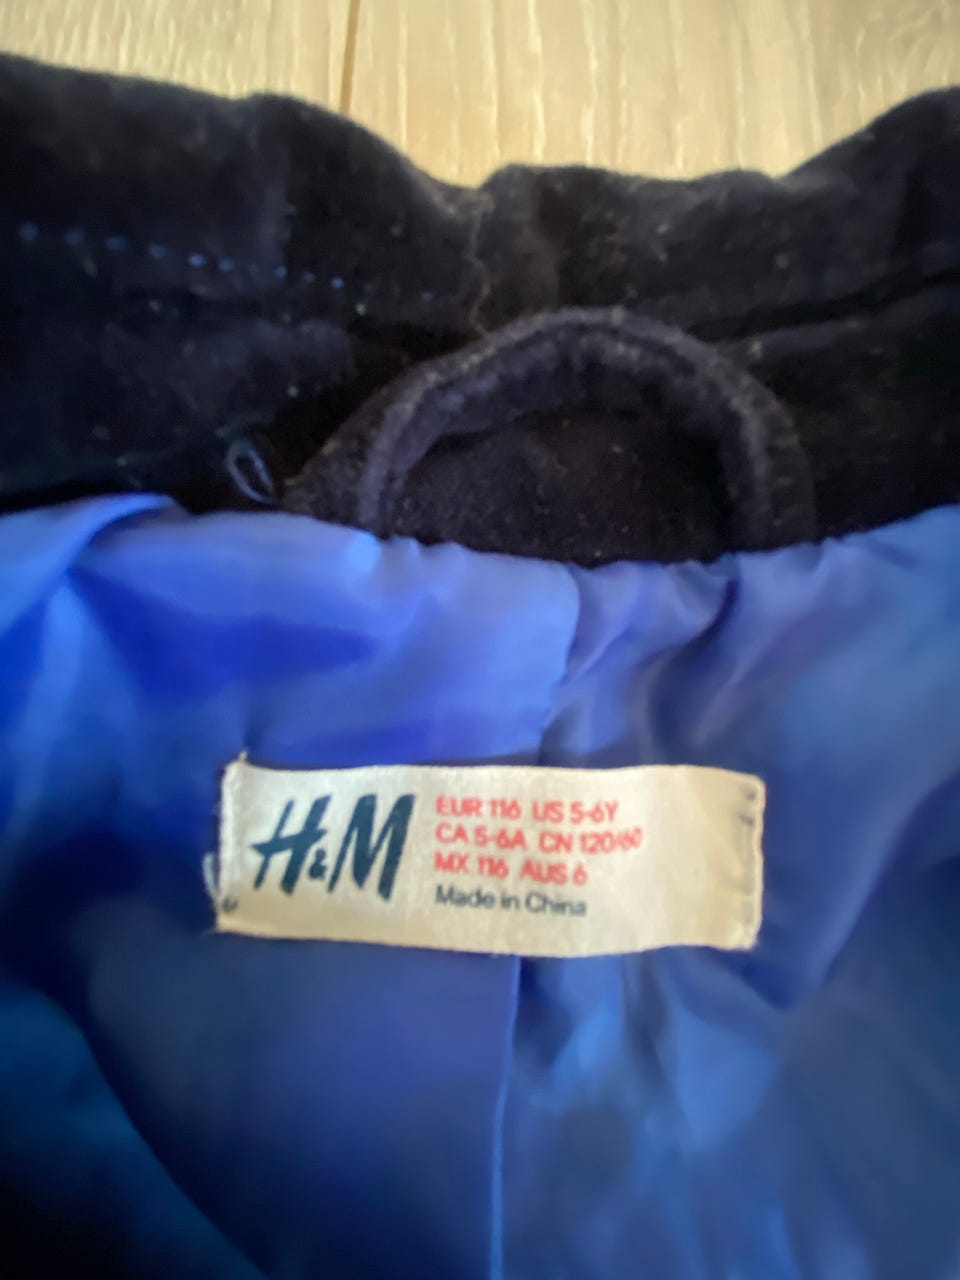 H&M
EUR 116 US 5-6Y
CA 5-6A CN 120/60
MX 116 AUS 6
Made in China